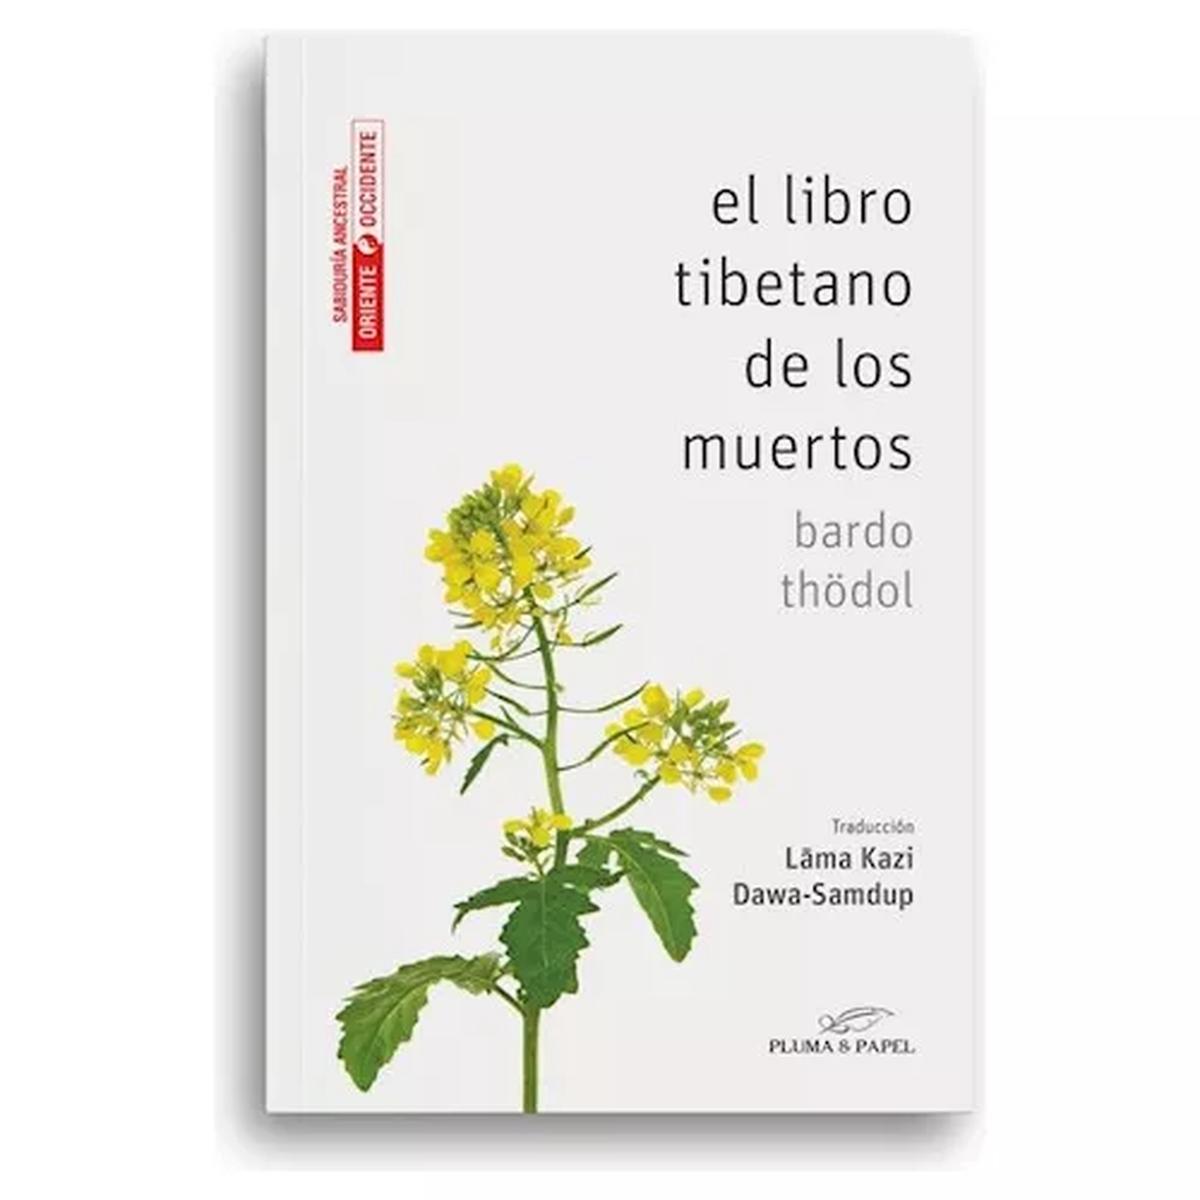 SABIDURÍA ANCESTRAL
ORIENTE OCCIDENTE
el libro
tibetano
de los
muertos
bardo
thödol
Traducción
Lāma Kazi
Dawa-Samdup
PLUMA & PAPEL